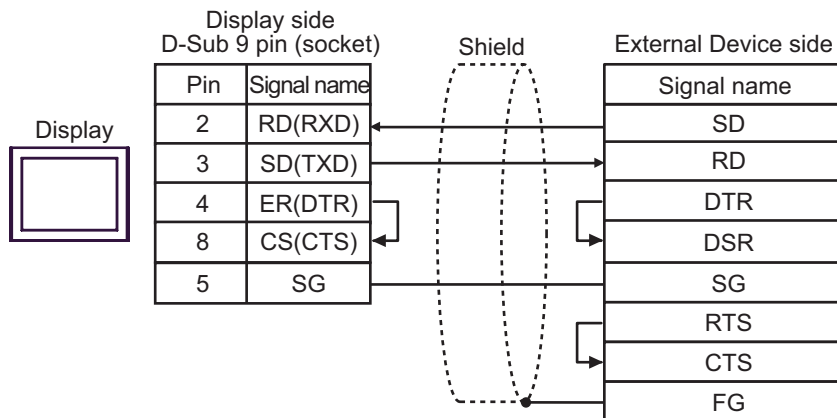 Display side
D-Sub 9 pin (socket)
Shield
External Device side
Pin Signal name
Signal name
Display
2 RD(RXD)
SD
3 SD(TXD)
RD
4 ER(DTR)
DTR
8 CS(CTS)
DSR
5 SG
SG
RTS
CTS
FG